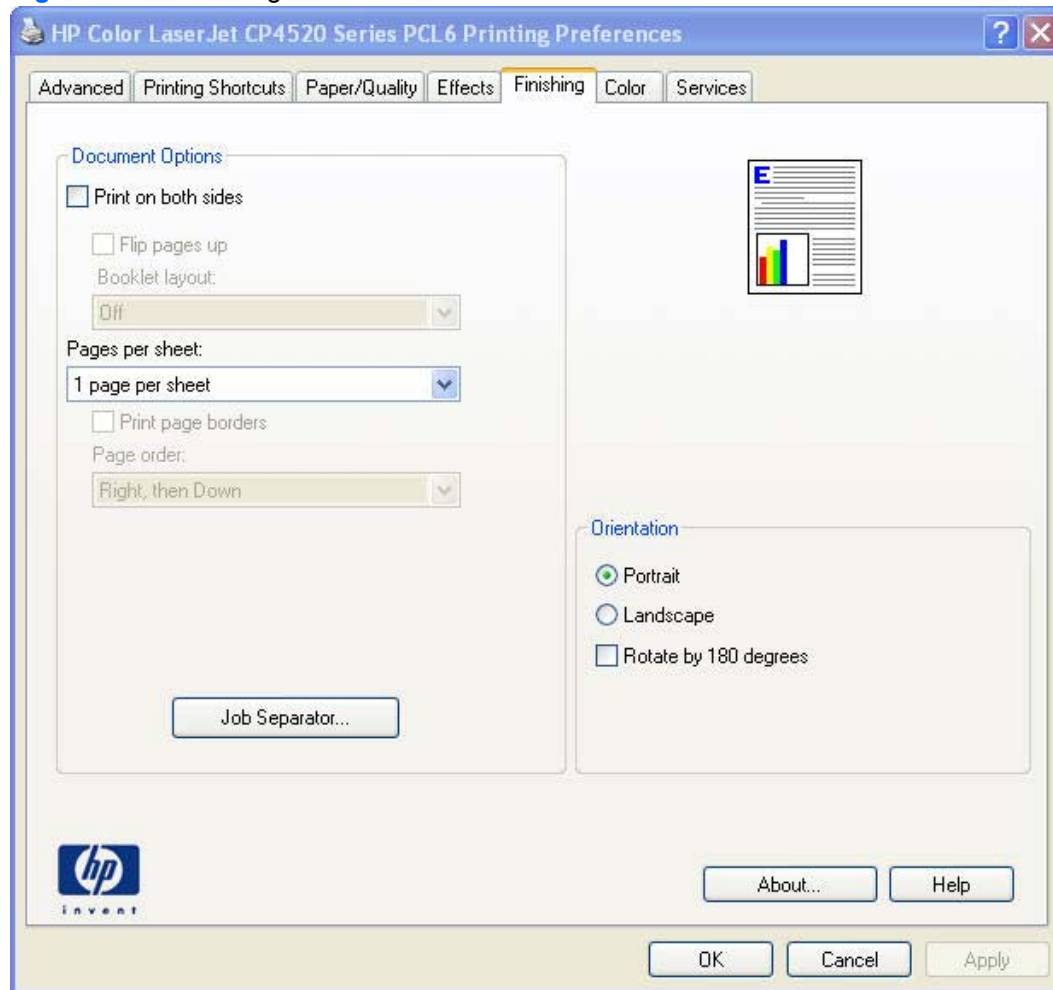 HP Color LaserJet CP4520 Series PCL6 Printing Preferences
Advanced Printing Shortcuts Paper/Quality Effects Finishing Color Services
Document Options
Print on both sides
Flip pages up
Booklet layout:
Off
Pages per sheet:
1 page per sheet
Print page borders
Page order:
Right, then Down
Job Separator...
E
Orientation
Portrait
Landscape
Rotate by 180 degrees
hp
invent
About... Help
OK Cancel Apply